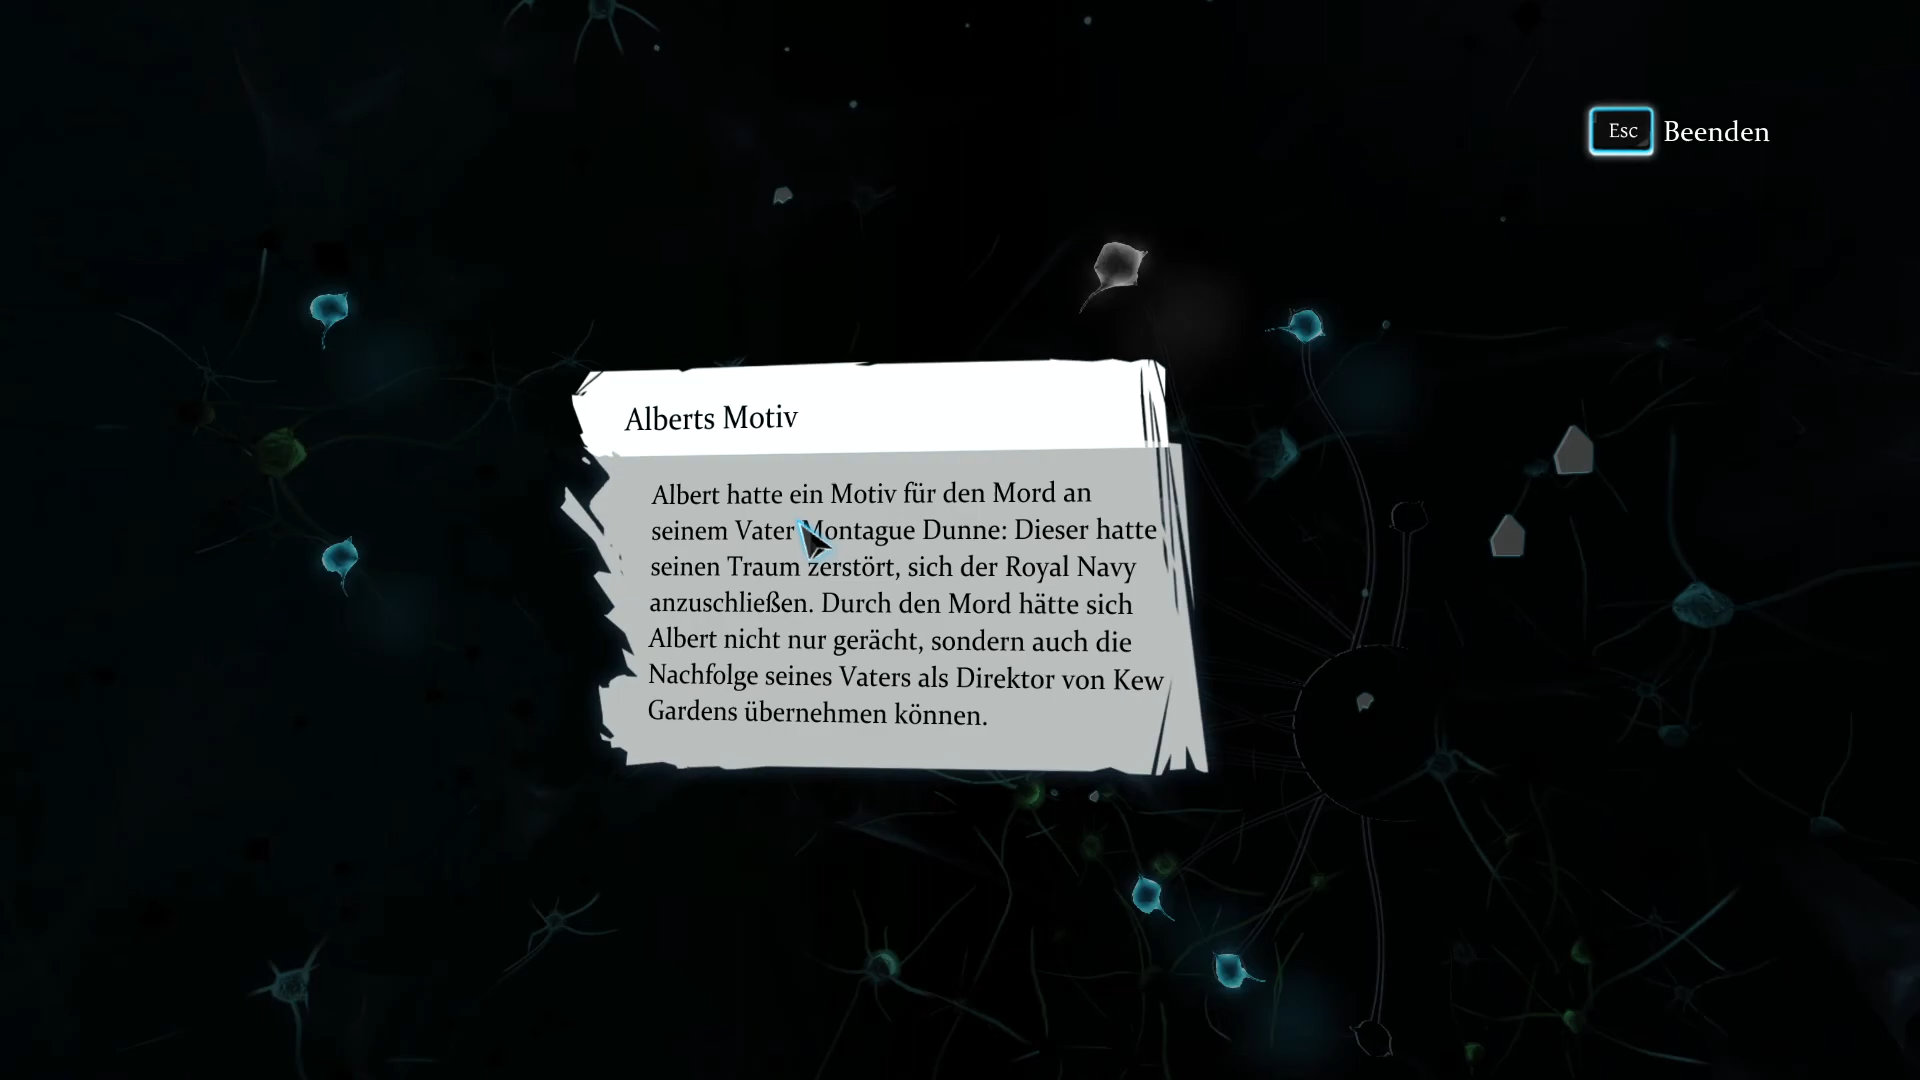 Esc Beenden
Alberts Motiv
Albert hatte ein Motiv für den Mord an
seinem Vater Montague Dunne: Dieser hatte
seinen Traum zerstört, sich der Royal Navy
anzuschließen. Durch den Mord hätte sich
Albert nicht nur gerächt, sondern auch die
Nachfolge seines Vaters als Direktor von Kew
Gardens übernehmen können.